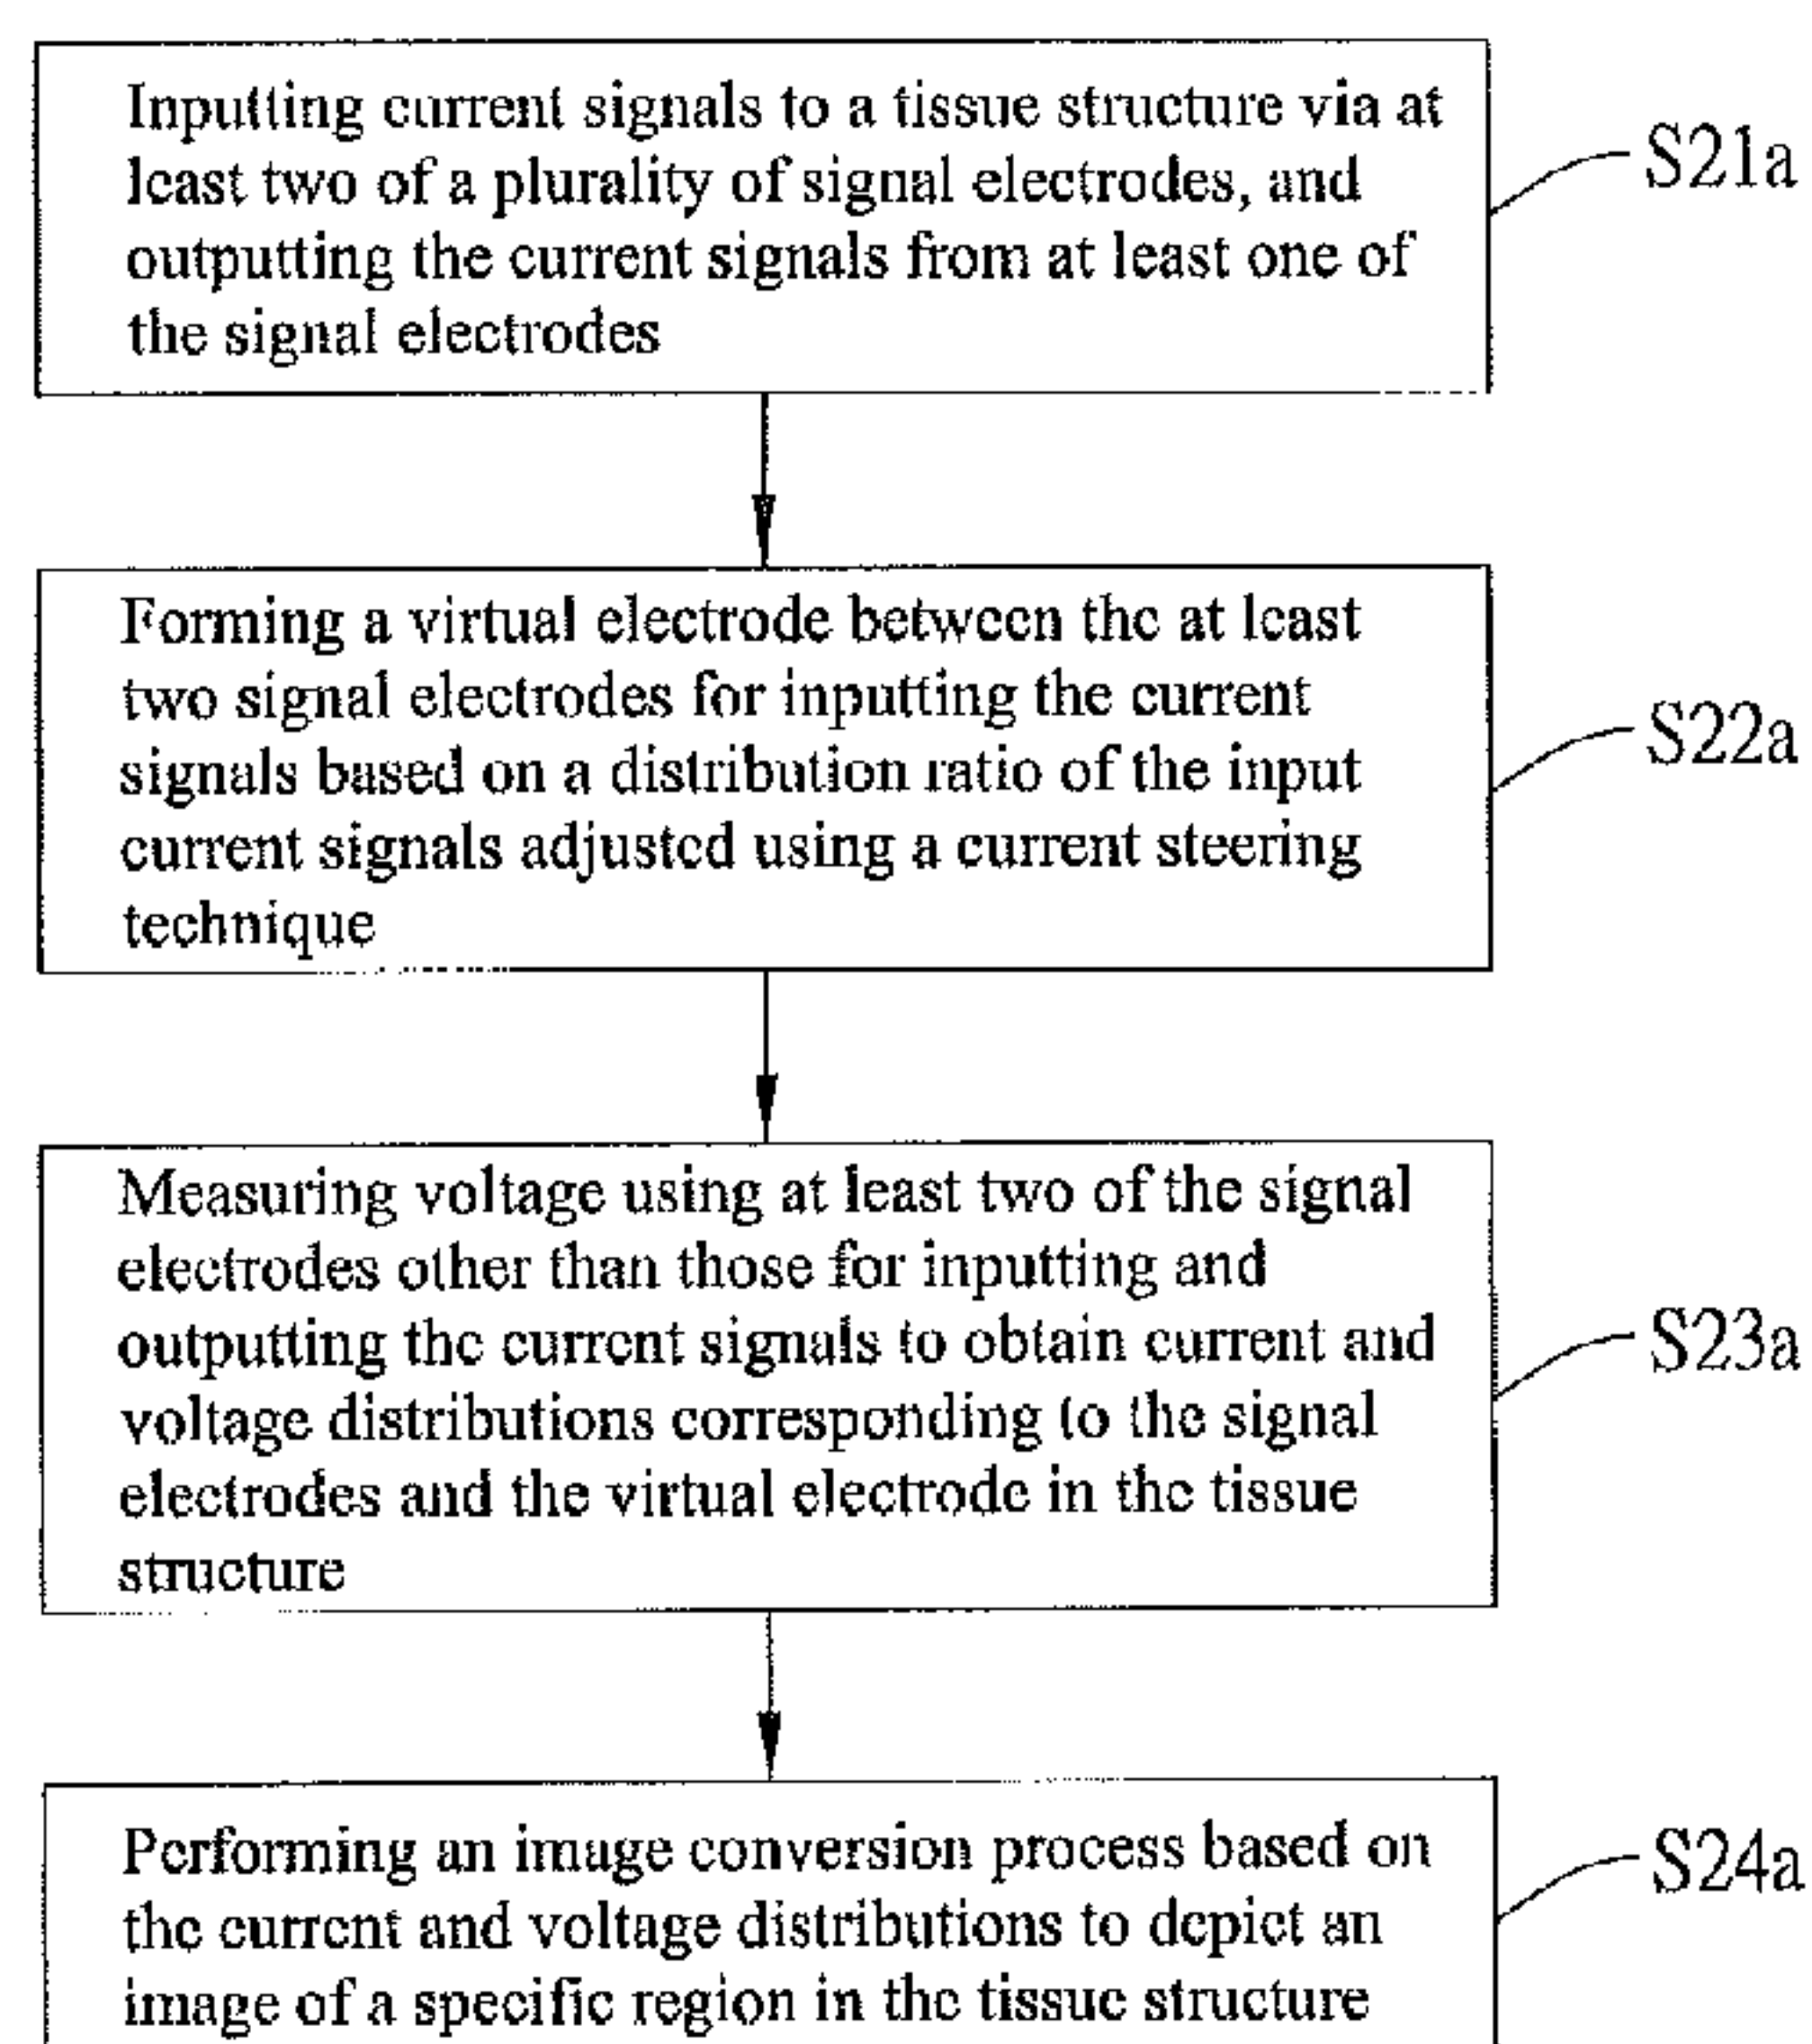 Inputting current signals to a tissue structure via at
least two of a plurality of signal electrodes, and
outputting the current signals from at least one of
the signal electrodes
S21a
Forming a virtual electrode between the at least
two signal electrodes for inputting the current
signals based on a distribution ratio of the input
current signals adjusted using a current steering
technique
S22a
Measuring voltage using at least two of the signal
electrodes other than those for inputting and
outputting the current signals to obtain current and
voltage distributions corresponding to the signal
electrodes and the virtual electrode in the tissue
structure
S23a
Performing an image conversion process based on
the current and voltage distributions to depict an
image of a specific region in the tissue structure
S24a